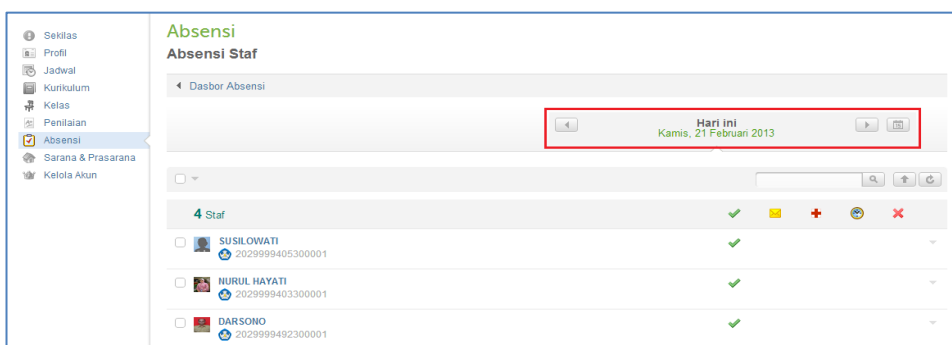 Sekilas
Profil
Jadwal
Kurikulum
Kelas
Penilaian
Absensi
Sarana & Prasarana
Kelola Akun
Absensi
Absensi Staf
Dasbor Absensi
Hari ini
Kamis, 21 Februari 2013
4 Staf
SUSILOWATI
2029999405300001
NURUL HAYATI
2029999403300001
DARSONO
2029999492300001